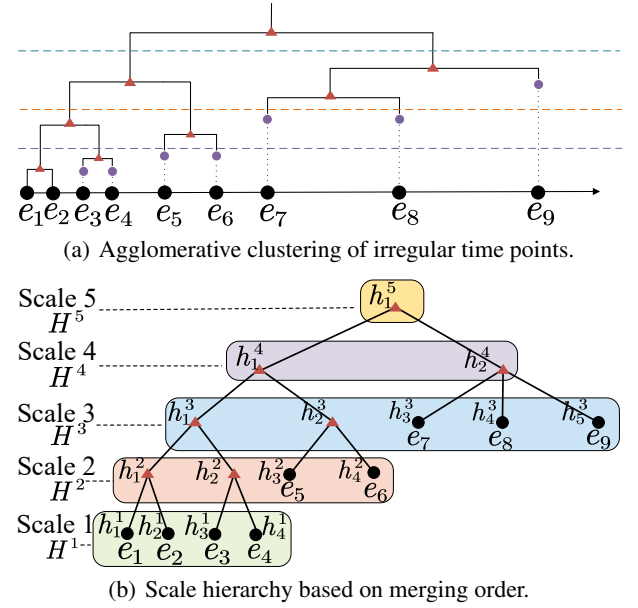 e₁ e₂ e₃ e₄ e₅ e₆ e₇ e₈ e₉
(a) Agglomerative clustering of irregular time points.
Scale 5 h₁⁵
H⁵
Scale 4 h₁⁴ h₂⁴
H⁴
Scale 3 h₁³ h₂³ h₃³ h₄³ h₅³
H³ e₇ e₈ e₉
Scale 2 h₁² h₂² h₃² h₄²
H² e₅ e₆
Scale 1 h₁¹ h₂¹ h₃¹ h₄¹
H¹ e₁ e₂ e₃ e₄
(b) Scale hierarchy based on merging order.